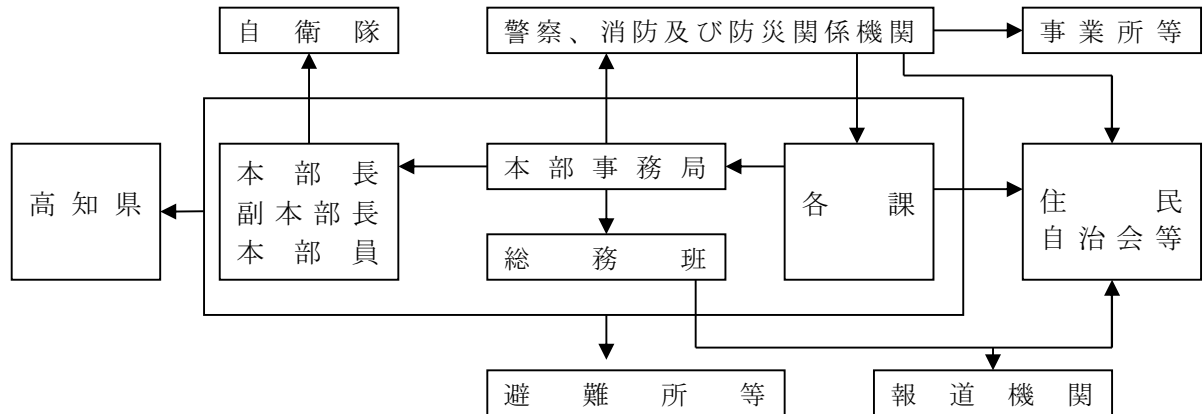 自衛隊
警察、消防及び防災関係機関
事業所等
高知県
本部長
副本部長
本部員
本部事務局
総務班
各課
住民
自治会等
避難所等
報道機関